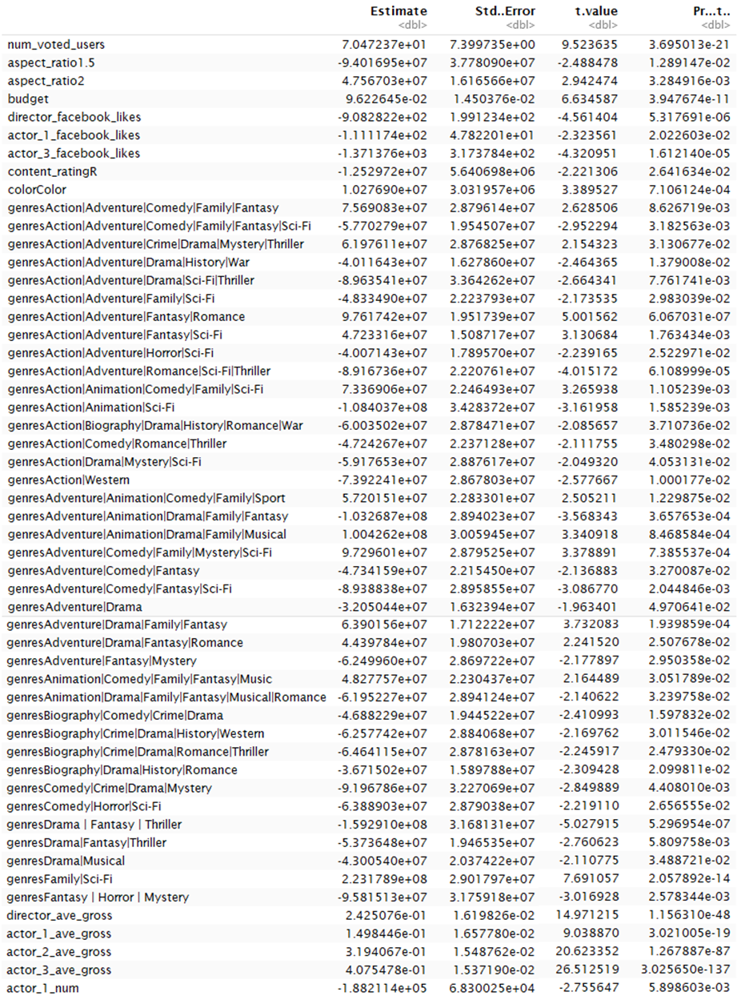 Estimate Std..Error t.value Pr...t..
<dbl> <dbl> <dbl> <dbl>
num_voted_users 7.047237e+01 7.399735e+00 9.523635 3.695013e-21
aspect_ratio1.5 -9.401695e+07 3.778090e+07 -2.488478 1.289147e-02
aspect_ratio2 4.756703e+07 1.616566e+07 2.942474 3.284916e-03
budget 9.622645e-02 1.450376e-02 6.634587 3.947674e-11
director_facebook_likes -9.082822e+02 1.991234e+02 -4.561404 5.317691e-06
actor_1_facebook_likes -1.111174e+02 4.782201e+01 -2.323561 2.022603e-02
actor_3_facebook_likes -1.371376e+03 3.173784e+02 -4.320951 1.612140e-05
content_ratingR -1.252972e+07 5.640698e+06 -2.221306 2.641634e-02
colorColor 1.027690e+07 3.031957e+06 3.389527 7.106124e-04
genresAction|Adventure|Comedy|Family|Fantasy 7.569083e+07 2.879614e+07 2.628506 8.626719e-03
genresAction|Adventure|Comedy|Family|Fantasy|Sci-Fi -5.770279e+07 1.954507e+07 -2.952294 3.182563e-03
genresAction|Adventure|Crime|Drama|Mystery|Thriller 6.197611e+07 2.876825e+07 2.154323 3.130677e-02
genresAction|Adventure|Drama|History|War -4.011643e+07 1.627860e+07 -2.464365 1.379008e-02
genresAction|Adventure|Drama|Sci-Fi|Thriller -8.963541e+07 3.364262e+07 -2.664341 7.761741e-03
genresAction|Adventure|Family|Sci-Fi -4.833490e+07 2.223793e+07 -2.173535 2.983039e-02
genresAction|Adventure|Fantasy|Romance 9.761742e+07 1.951739e+07 5.001562 6.067031e-07
genresAction|Adventure|Fantasy|Sci-Fi 4.723316e+07 1.508717e+07 3.130684 1.763434e-03
genresAction|Adventure|Horror|Sci-Fi -4.007143e+07 1.789570e+07 -2.239165 2.522971e-02
genresAction|Adventure|Romance|Sci-Fi|Thriller -8.916736e+07 2.220761e+07 -4.015172 6.108999e-05
genresAction|Animation|Comedy|Family|Sci-Fi 7.336906e+07 2.246493e+07 3.265938 1.105239e-03
genresAction|Animation|Sci-Fi -1.084037e+08 3.428372e+07 -3.161958 1.585239e-03
genresAction|Biography|Drama|History|Romance|War -6.003502e+07 2.878471e+07 -2.085657 3.710736e-02
genresAction|Comedy|Romance|Thriller -4.724267e+07 2.237128e+07 -2.111755 3.480298e-02
genresAction|Drama|Mystery|Sci-Fi -5.917653e+07 2.887617e+07 -2.049320 4.053131e-02
genresAction|Western -7.392241e+07 2.867803e+07 -2.577667 1.000177e-02
genresAdventure|Animation|Comedy|Family|Sport 5.720151e+07 2.283301e+07 2.505211 1.229875e-02
genresAdventure|Animation|Drama|Family|Fantasy -1.032687e+08 2.894023e+07 -3.568343 3.657653e-04
genresAdventure|Animation|Drama|Family|Musical 1.004262e+08 3.005945e+07 3.340918 8.468584e-04
genresAdventure|Comedy|Family|Mystery|Sci-Fi 9.729601e+07 2.879525e+07 3.378891 7.385537e-04
genresAdventure|Comedy|Fantasy -4.734159e+07 2.215450e+07 -2.136883 3.270087e-02
genresAdventure|Comedy|Fantasy|Sci-Fi -8.938838e+07 2.895855e+07 -3.086770 2.044846e-03
genresAdventure|Drama -3.205044e+07 1.632394e+07 -1.963401 4.970641e-02
genresAdventure|Drama|Family|Fantasy 6.390156e+07 1.712222e+07 3.732083 1.939859e-04
genresAdventure|Drama|Fantasy|Romance 4.439784e+07 1.980703e+07 2.241520 2.507678e-02
genresAdventure|Fantasy|Mystery -6.249960e+07 2.869722e+07 -2.177897 2.950358e-02
genresAnimation|Comedy|Family|Fantasy|Music 4.827757e+07 2.230437e+07 2.164489 3.051789e-02
genresAnimation|Drama|Family|Fantasy|Musical|Romance -6.195227e+07 2.894124e+07 -2.140622 3.239758e-02
genresBiography|Comedy|Crime|Drama -4.688229e+07 1.944522e+07 -2.410993 1.597832e-02
genresBiography|Crime|Drama|History|Western -6.257742e+07 2.884068e+07 -2.169762 3.011546e-02
genresBiography|Crime|Drama|Romance|Thriller -6.464115e+07 2.878163e+07 -2.245917 2.479330e-02
genresBiography|Drama|History|Romance -3.671502e+07 1.589788e+07 -2.309428 2.099811e-02
genresComedy|Crime|Drama|Mystery -9.196786e+07 3.227069e+07 -2.849889 4.408010e-03
genresComedy|Horror|Sci-Fi -6.388903e+07 2.879038e+07 -2.219110 2.656555e-02
genresDrama | Fantasy | Thriller -1.592910e+08 3.168131e+07 -5.027915 5.296954e-07
genresDrama|Fantasy|Thriller -5.373648e+07 1.946535e+07 -2.760623 5.809758e-03
genresDrama|Musical -4.300540e+07 2.037422e+07 -2.110775 3.488721e-02
genresFamily|Sci-Fi 2.231789e+08 2.901797e+07 7.691057 2.057892e-14
genresFantasy | Horror | Mystery -9.581513e+07 3.175918e+07 -3.016928 2.578344e-03
director_ave_gross 2.425076e-01 1.619826e-02 14.971215 1.156310e-48
actor_1_ave_gross 1.498446e-01 1.657780e-02 9.038870 3.021005e-19
actor_2_ave_gross 3.194067e-01 1.548762e-02 20.623352 1.267887e-87
actor_3_ave_gross 4.075478e-01 1.537190e-02 26.512519 3.025650e-137
actor_1_num -1.882114e+05 6.830025e+04 -2.755647 5.898603e-03